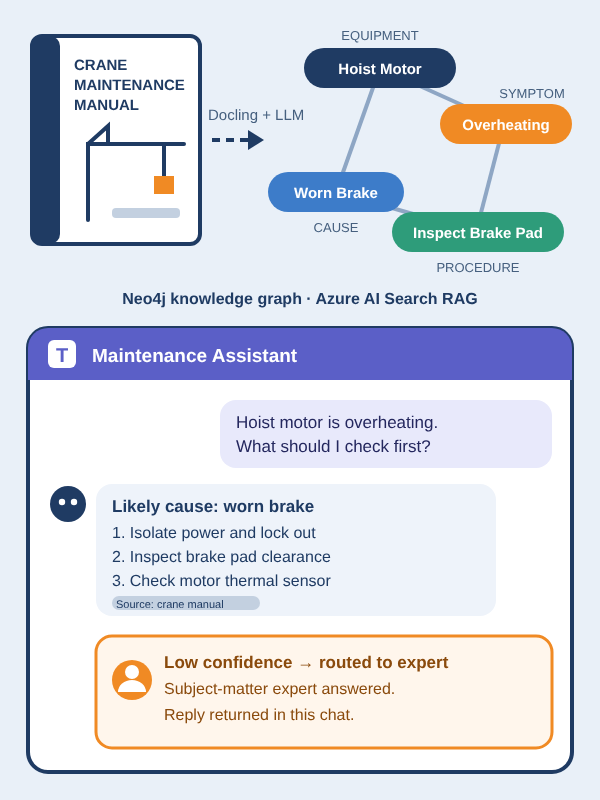 CRANE
MAINTENANCE
MANUAL
Docling + LLM
EQUIPMENT
Hoist Motor
SYMPTOM
Overheating
Worn Brake
CAUSE
Inspect Brake Pad
PROCEDURE
Neo4j knowledge graph · Azure AI Search RAG
T Maintenance Assistant
Hoist motor is overheating.
What should I check first?
Likely cause: worn brake
1. Isolate power and lock out
2. Inspect brake pad clearance
3. Check motor thermal sensor
Source: crane manual
Low confidence → routed to expert
Subject-matter expert answered.
Reply returned in this chat.